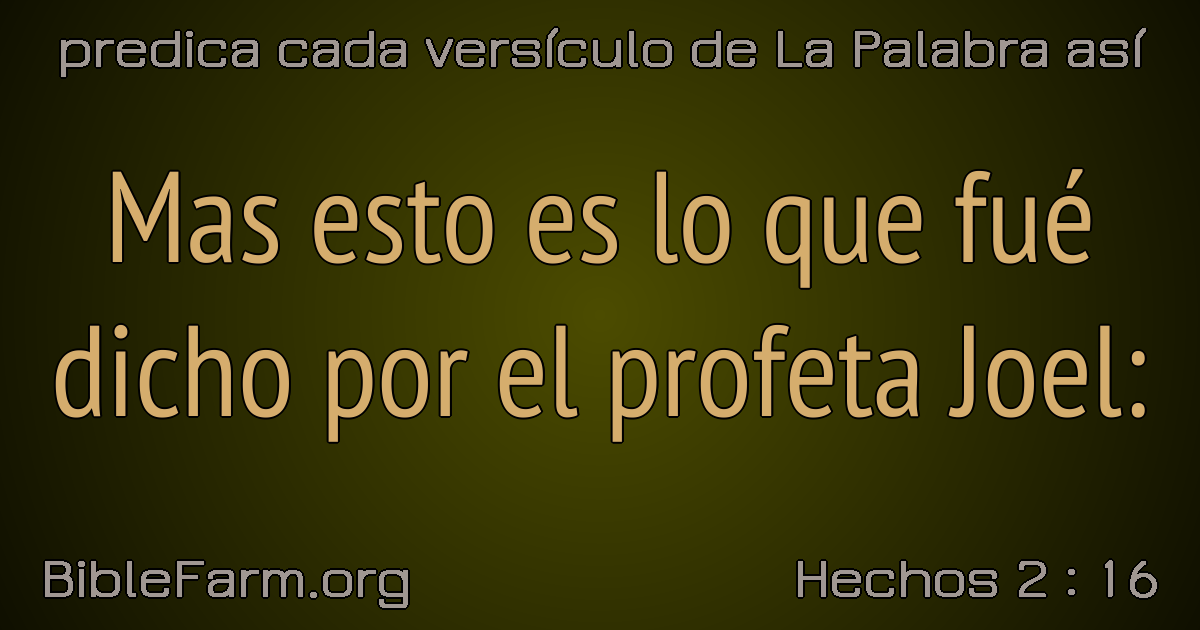 predica cada versículo de La Palabra así
Mas esto es lo que fué
dicho por el profeta Joel:
BibleFarm.org
Hechos 2 : 16